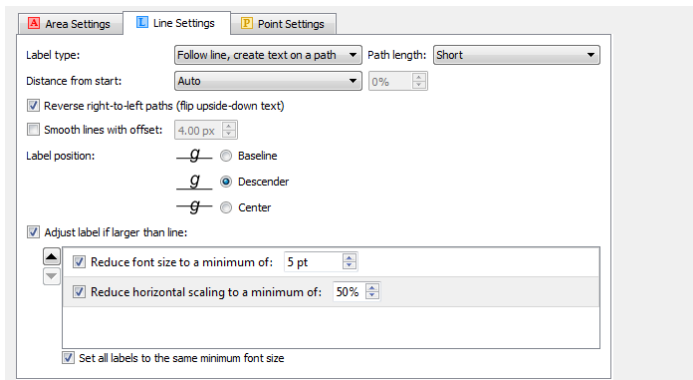 A Area Settings L Line Settings P Point Settings
Label type: Follow line, create text on a path Path length: Short
Distance from start: Auto 0%
Reverse right-to-left paths (flip upside-down text)
Smooth lines with offset: 4.00 px
Label position: g Baseline
g Descender
g Center
Adjust label if larger than line:
Reduce font size to a minimum of: 5 pt
Reduce horizontal scaling to a minimum of: 50%
Set all labels to the same minimum font size